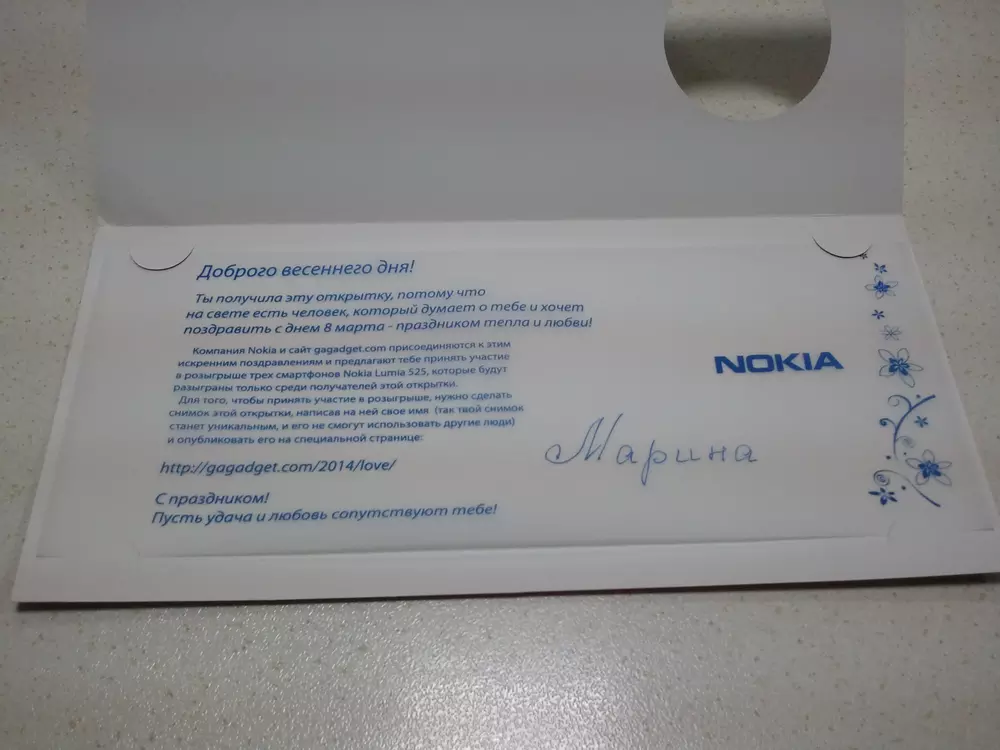 Доброго весеннего дня!
Ты получила эту открытку, потому что
на свете есть человек, который думает о тебе и хочет
поздравить с днем 8 марта - праздником тепла и любви!
Компания Nokia и сайт gagadget.com присоединяются к этим
искренним поздравлениям и предлагают тебе принять участие
в розыгрыше трех смартфонов Nokia Lumia 525, которые будут
разыграны только среди получателей этой открытки.
Для того, чтобы принять участие в розыгрыше, нужно сделать
снимок этой открытки, написав на ней свое имя (так твой снимок
станет уникальным, и его не смогут использовать другие люди)
и опубликовать его на специальной странице:
http://gagadget.com/2014/love/
С праздником!
Пусть удача и любовь сопутствуют тебе!
NOKIA
Марина